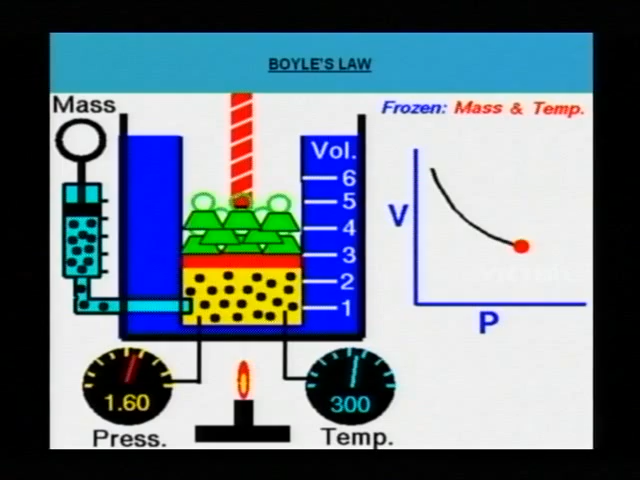 BOYLE'S LAW
Mass
Frozen: Mass & Temp.
Vol.
6
5
4
3
2
1
V
P
1.60
300
Press.
Temp.